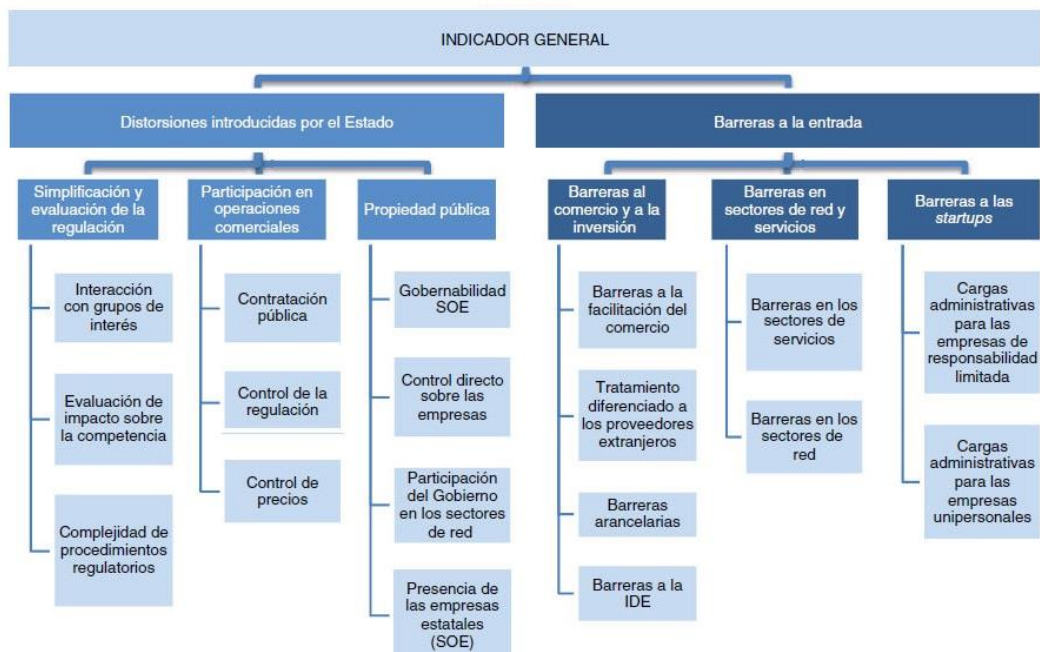 INDICADOR GENERAL
Distorsiones introducidas por el Estado
Barreras a la entrada
Simplificación y
evaluación de la
regulación
Participación en
operaciones
comerciales
Propiedad pública
Barreras al
comercio y a la
inversión
Barreras en
sectores de red y
servicios
Barreras a las
startups
Interacción
con grupos de
interés
Evaluación de
impacto sobre
la competencia
Complejidad de
procedimientos
regulatorios
Contratación
pública
Control de la
regulación
Control de
precios
Gobernabilidad
SOE
Control directo
sobre las
empresas
Participación
del Gobierno
en los sectores
de red
Presencia de
las empresas
estatales
(SOE)
Barreras a la
facilitación del
comercio
Tratamiento
diferenciado a
los proveedores
extranjeros
Barreras
arancelarias
Barreras a la
IDE
Barreras en los
sectores de
servicios
Barreras en los
sectores de
red
Cargas
administrativas
para las
empresas de
responsabilidad
limitada
Cargas
administrativas
para las
empresas
unipersonales